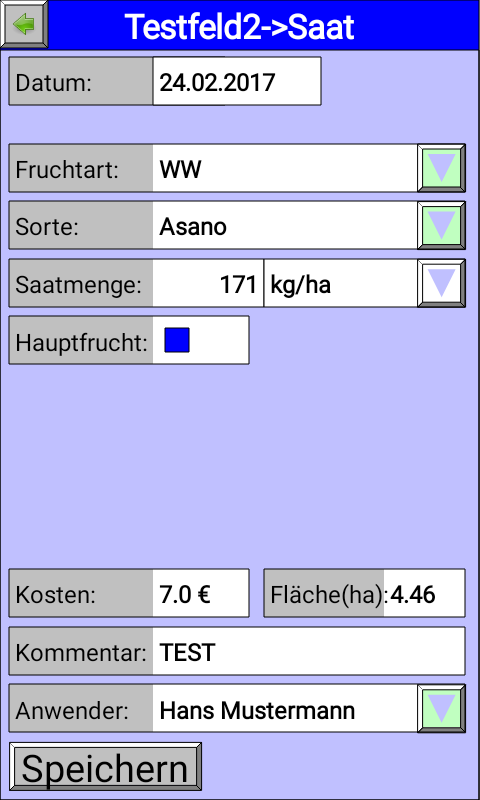 Testfeld2->Saat
Datum: 24.02.2017
Fruchtart: WW
Sorte: Asano
Saatmenge: 171 kg/ha
Hauptfrucht:
Kosten: 7.0 € Fläche(ha): 4.46
Kommentar: TEST
Anwender: Hans Mustermann
Speichern